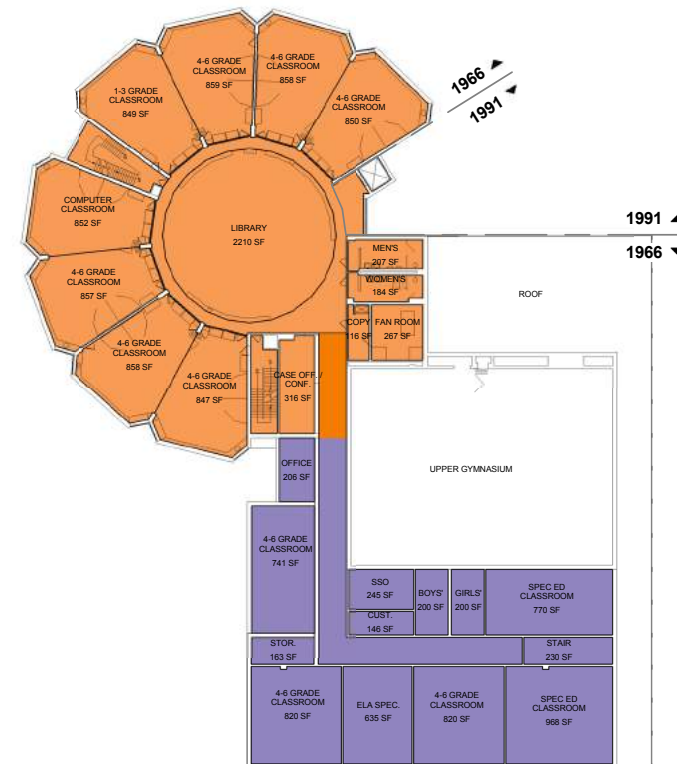 4-6 GRADE
CLASSROOM
859 SF
4-6 GRADE
CLASSROOM
858 SF
1966
1991
1-3 GRADE
CLASSROOM
849 SF
4-6 GRADE
CLASSROOM
850 SF
COMPUTER
CLASSROOM
852 SF
LIBRARY
2210 SF
1991
1966
MEN'S
207 SF
WOMEN'S
184 SF
ROOF
4-6 GRADE
CLASSROOM
857 SF
COPY
116 SF
FAN ROOM
267 SF
4-6 GRADE
CLASSROOM
858 SF
4-6 GRADE
CLASSROOM
847 SF
CASE OFF. /
CONF.
316 SF
OFFICE
206 SF
UPPER GYMNASIUM
4-6 GRADE
CLASSROOM
741 SF
SSO
245 SF
CUST.
146 SF
BOYS'
200 SF
GIRLS'
200 SF
SPEC ED
CLASSROOM
770 SF
STOR.
163 SF
STAIR
230 SF
4-6 GRADE
CLASSROOM
820 SF
ELA SPEC.
635 SF
4-6 GRADE
CLASSROOM
820 SF
SPEC ED
CLASSROOM
968 SF